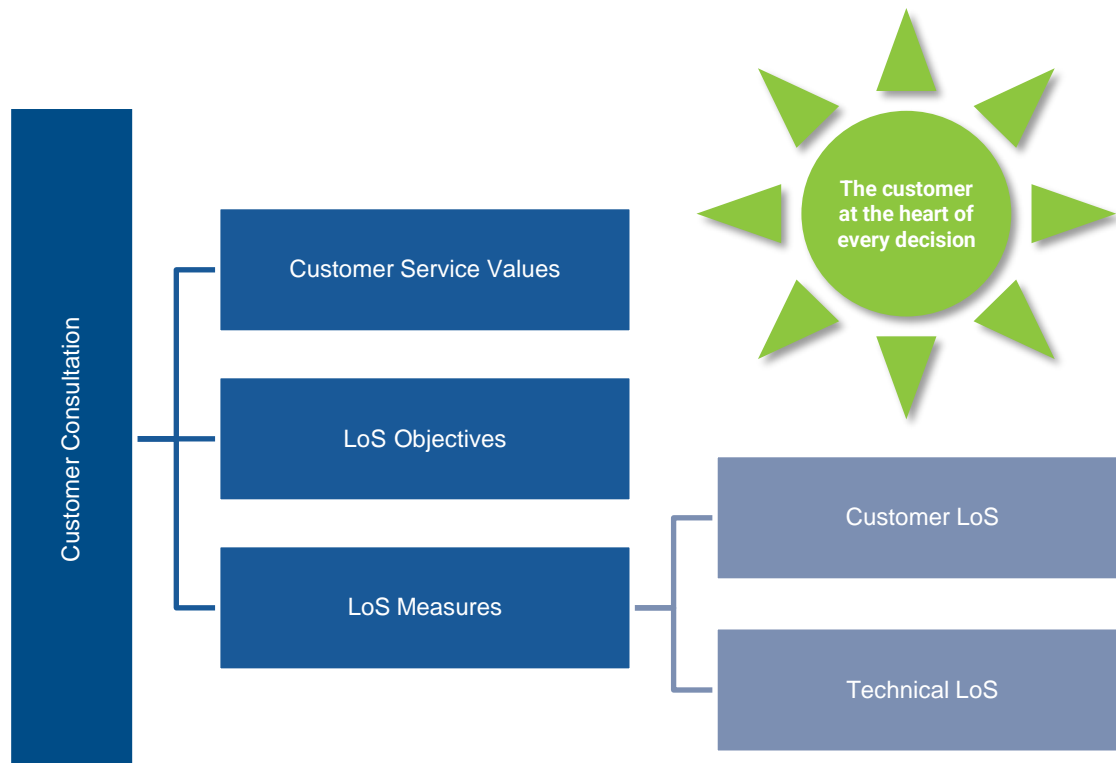 The customer
at the heart of
every decision
Customer Consultation
Customer Service Values
LoS Objectives
LoS Measures
Customer LoS
Technical LoS